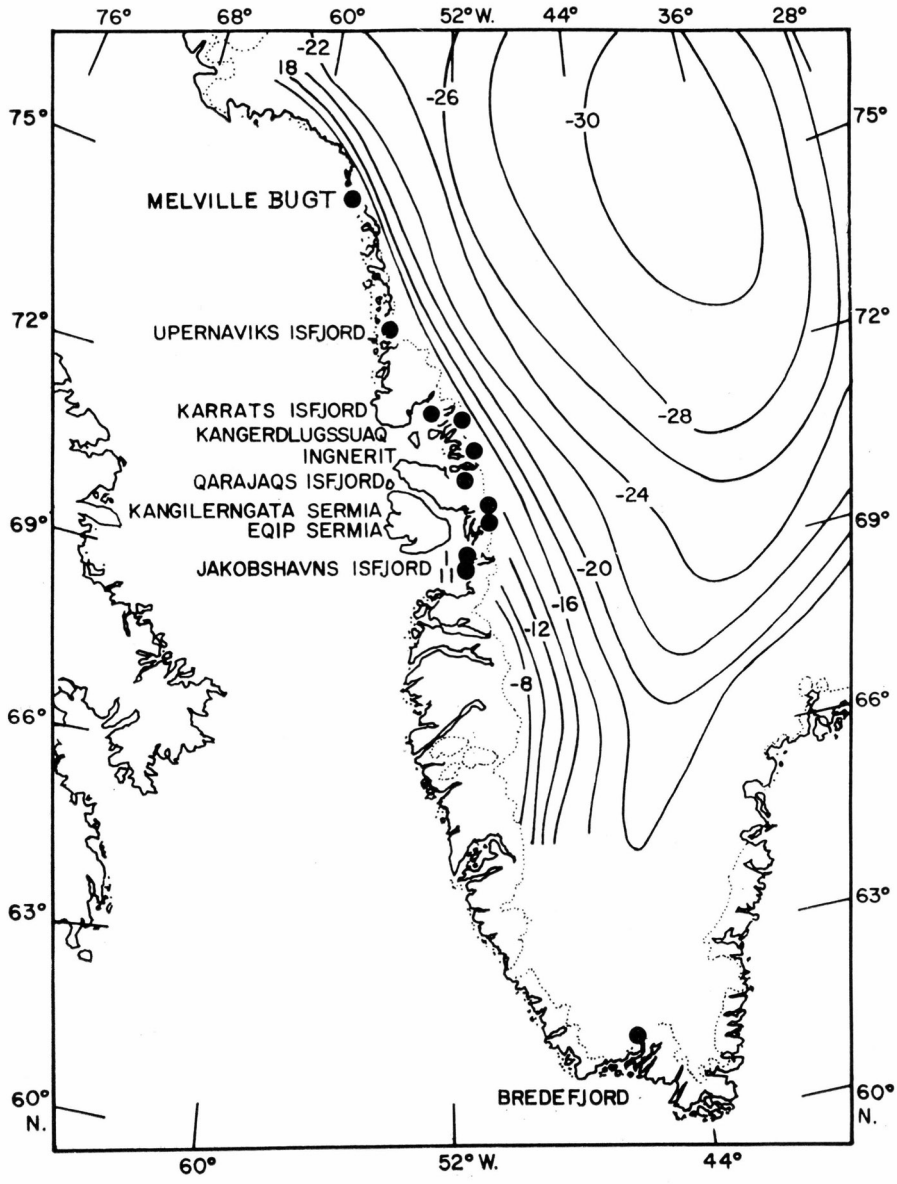 76° 68° 60° 52° W. 44° 36° 28°
-22
18
-26
-30
75° 75°
MELVILLE BUGT
72° 72°
UPERNAVIKS ISFJORD
KARRATS ISFJORD
-28
KANGERDLUGSSUAQ
INGNERIT
QARAJAQS ISFJORD
-24
KANGILERNGATA SERMIA
69° 69°
EQIP SERMIA
JAKOBSHAVNS ISFJORD
-20
-16
-12
-8
66° 66°
63° 63°
60° 60°
N. N.
BREDEFJORD
60° 52° W. 44°